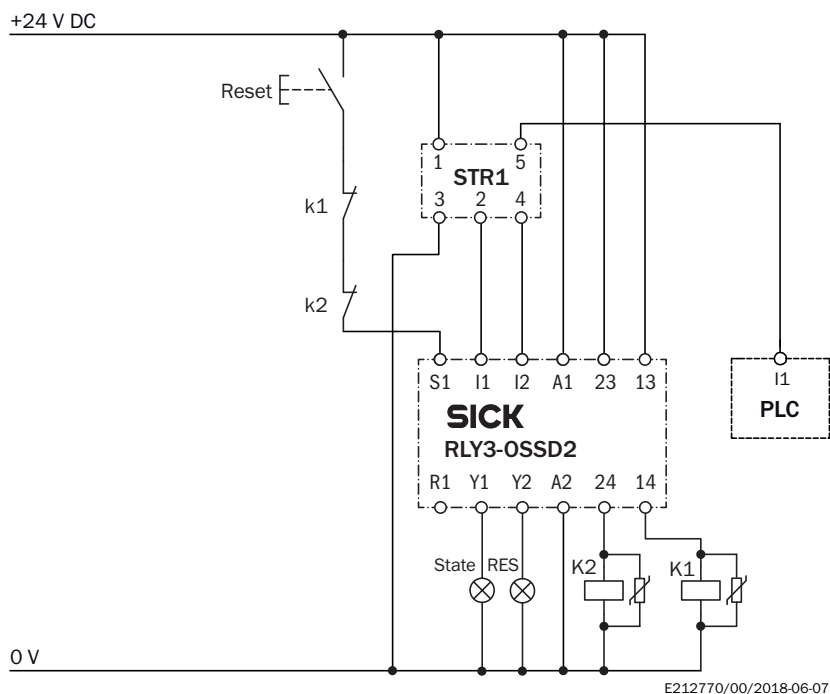 +24 V DC
Reset
1 5
STR1
3 2 4
k1
k2
S1 I1 I2 A1 23 13
SICK
RLY3-OSSD2
R1 Y1 Y2 A2 24 14
I1
PLC
State RES K2 K1
0 V
E212770/00/2018-06-07